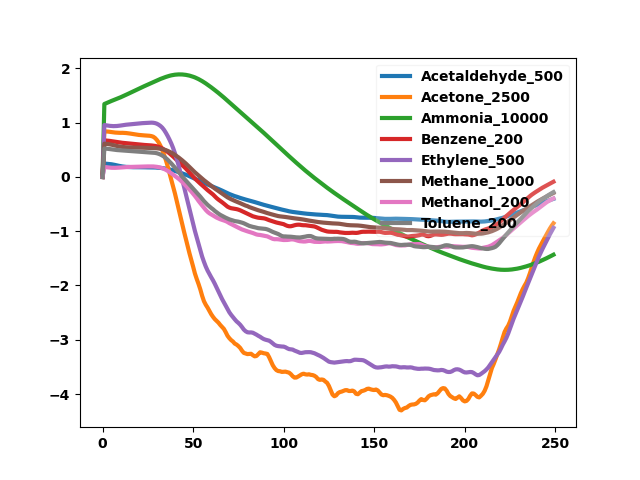 2
1
0
−1
−2
−3
−4
0
50
100
150
200
250
Acetaldehyde_500
Acetone_2500
Ammonia_10000
Benzene_200
Ethylene_500
Methane_1000
Methanol_200
Toluene_200